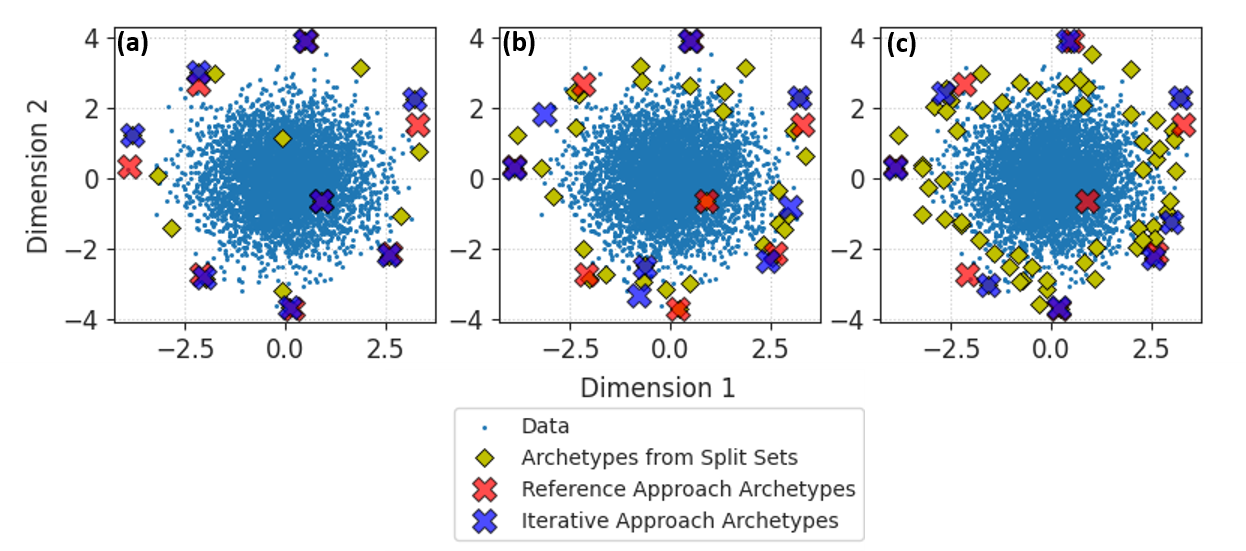 (a)
(b)
(c)
Dimension 2
4
2
0
−2
−4
4
2
0
−2
−4
4
2
0
−2
−4
−2.5 0.0 2.5
−2.5 0.0 2.5
−2.5 0.0 2.5
Dimension 1
Data
Archetypes from Split Sets
Reference Approach Archetypes
Iterative Approach Archetypes